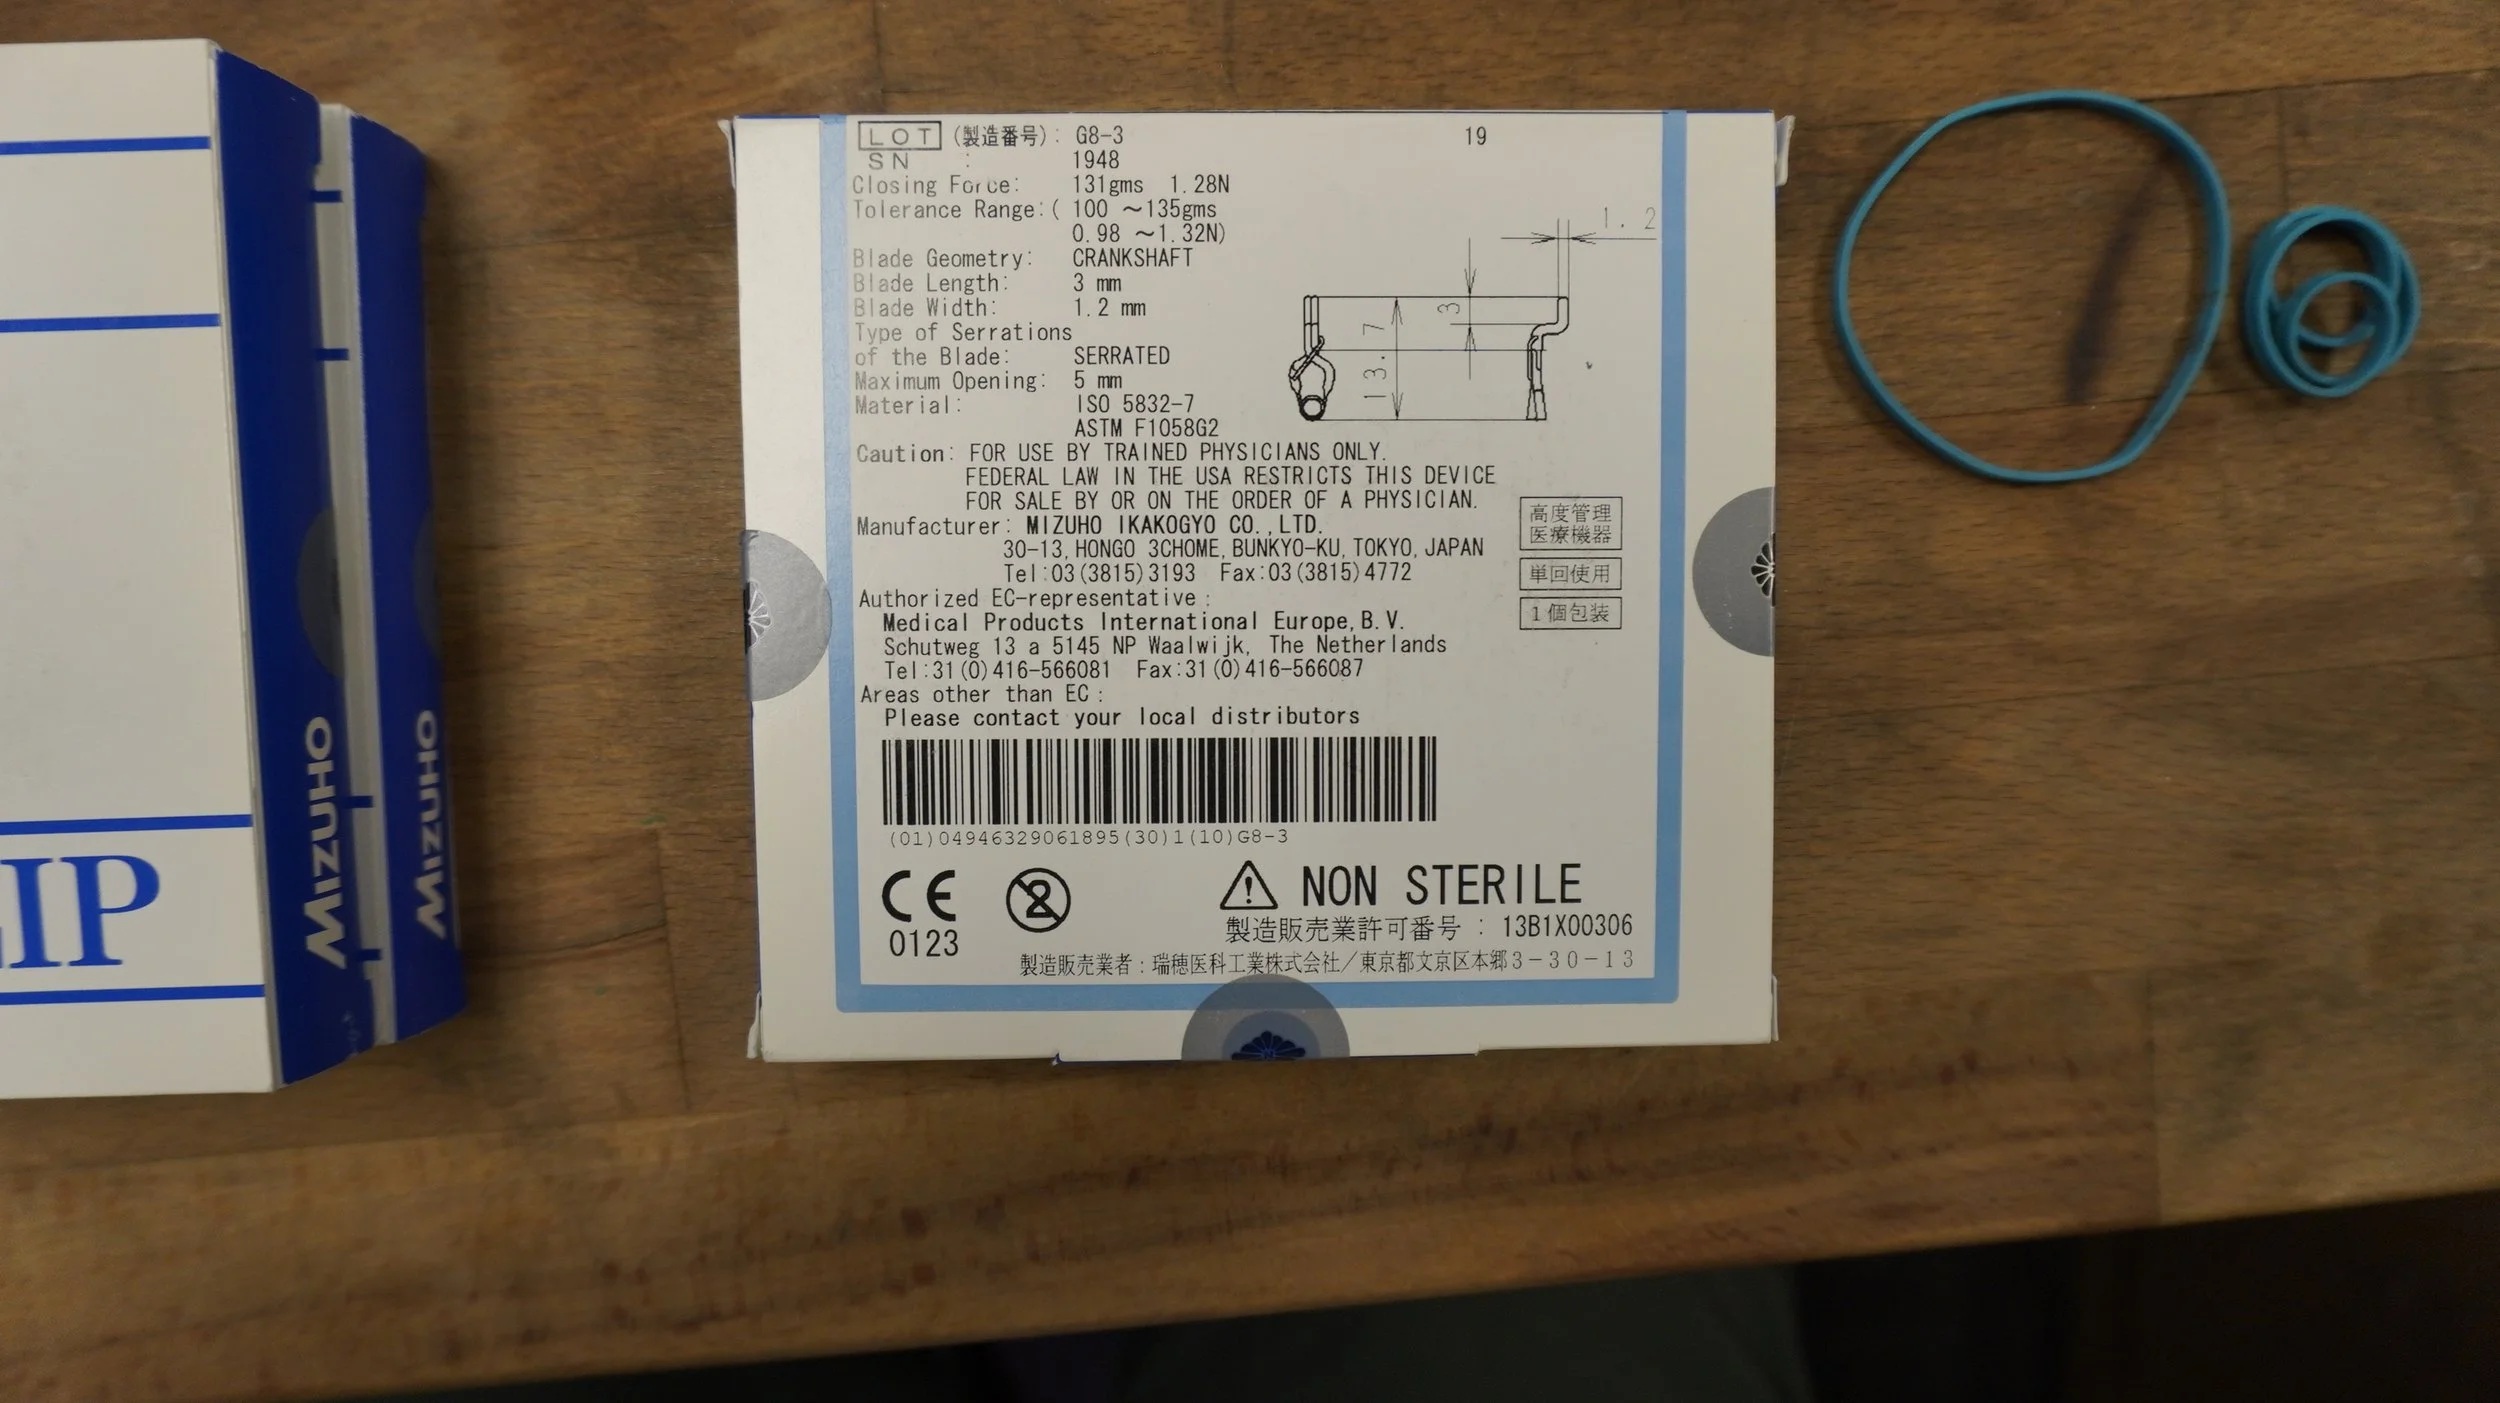 IP
MIZUHO
MIZUHO
LOT (製造番号): G8-3 19
SN : 1948
Closing Force: 131gms 1.28N
Tolerance Range:( 100 ~135gms
0.98 ~1.32N)
Blade Geometry: CRANKSHAFT
Blade Length: 3 mm
Blade Width: 1.2 mm
Type of Serrations
of the Blade: SERRATED
Maximum Opening: 5 mm
Material: ISO 5832-7
ASTM F1058G2
1.2
3
13.7
Caution: FOR USE BY TRAINED PHYSICIANS ONLY.
FEDERAL LAW IN THE USA RESTRICTS THIS DEVICE
FOR SALE BY OR ON THE ORDER OF A PHYSICIAN.
Manufacturer: MIZUHO IKAKOGYO CO.,LTD.
30-13,HONGO 3CHOME,BUNKYO-KU,TOKYO,JAPAN
Tel:03(3815)3193 Fax:03(3815)4772
高度管理
医療機器
単回使用
1個包装
Authorized EC-representative:
Medical Products International Europe,B.V.
Schutweg 13 a 5145 NP Waalwijk, The Netherlands
Tel:31(0)416-566081 Fax:31(0)416-566087
Areas other than EC:
Please contact your local distributors
(01)04946329061895(30)1(10)G8-3
CE
0123
2
NON STERILE
製造販売業許可番号 : 13B1X00306
製造販売業者:瑞穂医科工業株式会社/東京都文京区本郷3-30-13